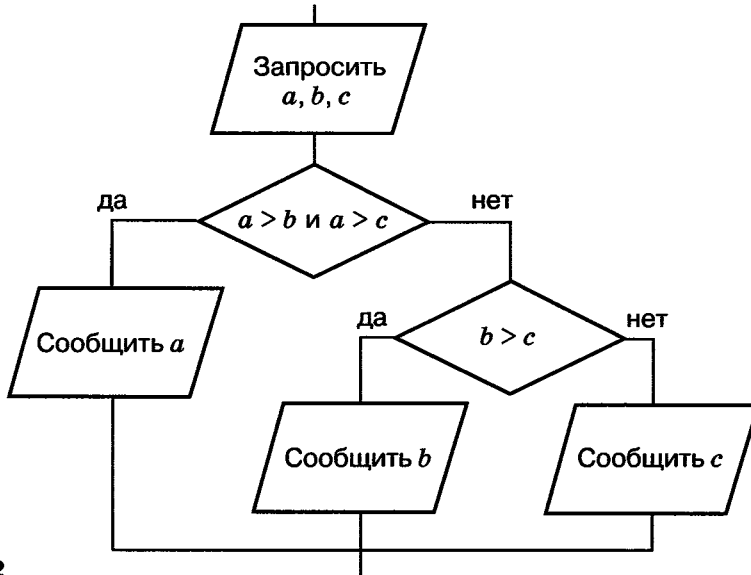 Запросить
a, b, c
да
a > b и a > c
нет
Сообщить a
да
b > c
нет
Сообщить b
Сообщить c